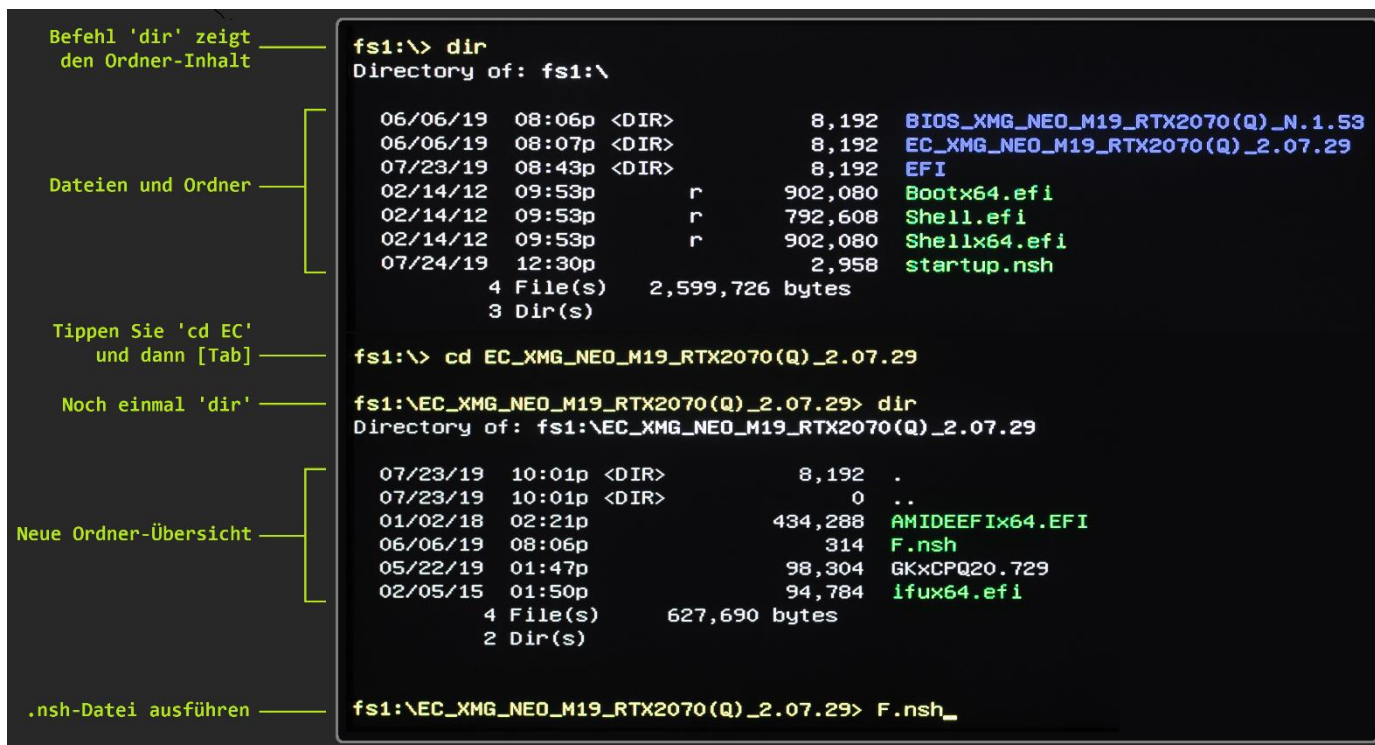 Befehl 'dir' zeigt
den Ordner-Inhalt
fs1:\> dir
Directory of: fs1:\
Dateien und Ordner
06/06/19 08:06p <DIR> 8,192 BIOS_XMG_NEO_M19_RTX2070(Q)_N.1.53
06/06/19 08:07p <DIR> 8,192 EC_XMG_NEO_M19_RTX2070(Q)_2.07.29
07/23/19 08:43p <DIR> 8,192 EFI
02/14/12 09:53p r 902,080 Bootx64.efi
02/14/12 09:53p r 792,608 Shell.efi
02/14/12 09:53p r 902,080 Shellx64.efi
07/24/19 12:30p 2,958 startup.nsh
4 File(s) 2,599,726 bytes
3 Dir(s)
Tippen Sie 'cd EC'
und dann [Tab]
fs1:\> cd EC_XMG_NEO_M19_RTX2070(Q)_2.07.29
Noch einmal 'dir'
fs1:\EC_XMG_NEO_M19_RTX2070(Q)_2.07.29> dir
Directory of: fs1:\EC_XMG_NEO_M19_RTX2070(Q)_2.07.29
Neue Ordner-Übersicht
07/23/19 10:01p <DIR> 8,192 .
07/23/19 10:01p <DIR> 0 ..
01/02/18 02:21p 434,288 AMIDEEFIx64.EFI
06/06/19 08:06p 314 F.nsh
05/22/19 01:47p 98,304 GKxCPQ20.729
02/05/15 01:50p 94,784 ifux64.efi
4 File(s) 627,690 bytes
2 Dir(s)
.nsh-Datei ausführen
fs1:\EC_XMG_NEO_M19_RTX2070(Q)_2.07.29> F.nsh_